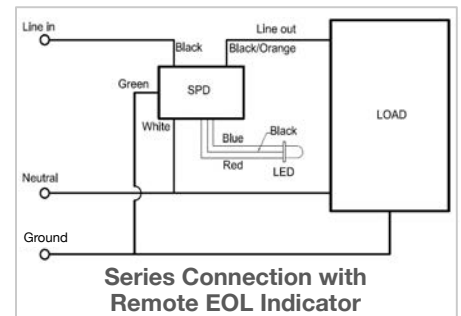 Line in
Line out
Black
Black/Orange
Green
SPD
LOAD
White
Blue
Black
Red
LED
Neutral
Ground
Series Connection with
Remote EOL Indicator